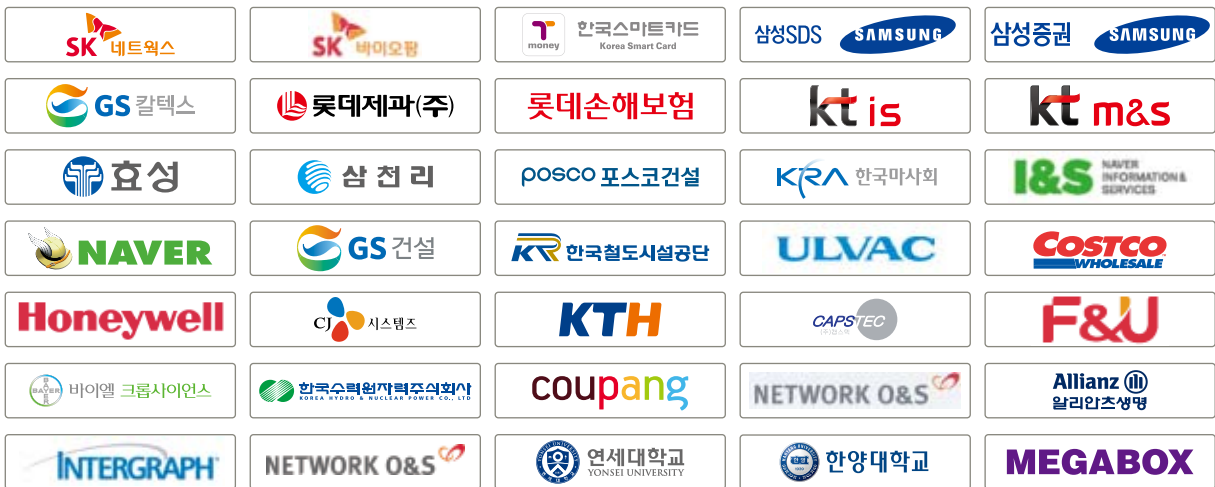 SK 네트웍스
SK 바이오팜
T money 한국스마트카드
Korea Smart Card
삼성SDS SAMSUNG
삼성증권 SAMSUNG
GS 칼텍스
롯데제과(주)
롯데손해보험
kt is
kt m&s
효성
삼천리
posco 포스코건설
KRA 한국마사회
I&S NAVER
INFORMATION &
SERVICES
NAVER
GS 건설
KR 한국철도시설공단
ULVAC
COSTCO
WHOLESALE
Honeywell
CJ 시스템즈
KTH
CAPSTEC
(주)캡스텍
F&U
BAYER 바이엘 크롭사이언스
한국수력원자력주식회사
KOREA HYDRO & NUCLEAR POWER CO., LTD
coupang
NETWORK O&S
Allianz
알리안츠생명
INTERGRAPH
NETWORK O&S
연세대학교
YONSEI UNIVERSITY
한양대학교
MEGABOX